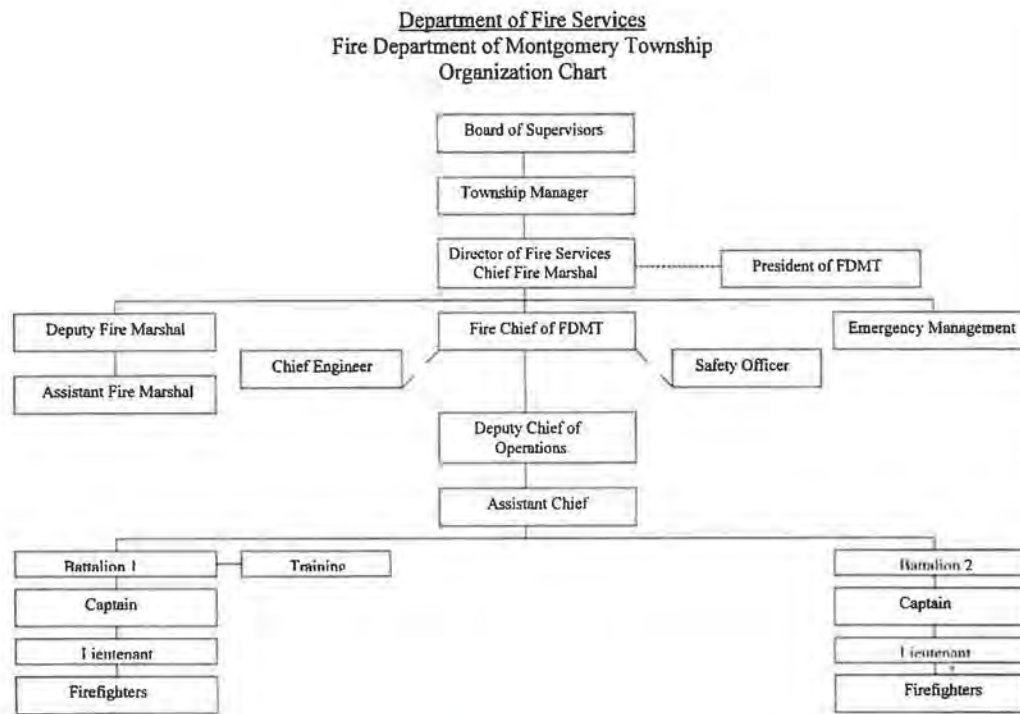 Department of Fire Services
Fire Department of Montgomery Township
Organization Chart
Board of Supervisors
Township Manager
Director of Fire Services
Chief Fire Marshal
President of FDMT
Deputy Fire Marshal
Fire Chief of FDMT
Emergency Management
Chief Engineer
Safety Officer
Assistant Fire Marshal
Deputy Chief of
Operations
Assistant Chief
Battalion 1
Training
Battalion 2
Captain
Captain
Lieutenant
Lieutenant
Firefighters
Firefighters